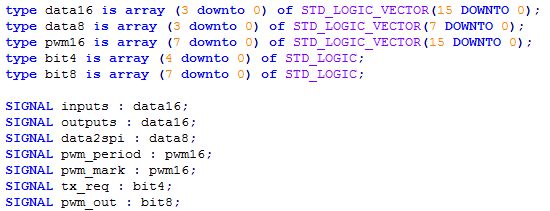 type data16 is array (3 downto 0) of STD_LOGIC_VECTOR(15 DOWNTO 0);
type data8 is array (3 downto 0) of STD_LOGIC_VECTOR(7 DOWNTO 0);
type pwm16 is array (7 downto 0) of STD_LOGIC_VECTOR(15 DOWNTO 0);
type bit4 is array (4 downto 0) of STD_LOGIC;
type bit8 is array (7 downto 0) of STD_LOGIC;
SIGNAL inputs : data16;
SIGNAL outputs : data16;
SIGNAL data2spi : data8;
SIGNAL pwm_period : pwm16;
SIGNAL pwm_mark : pwm16;
SIGNAL tx_req : bit4;
SIGNAL pwm_out : bit8;